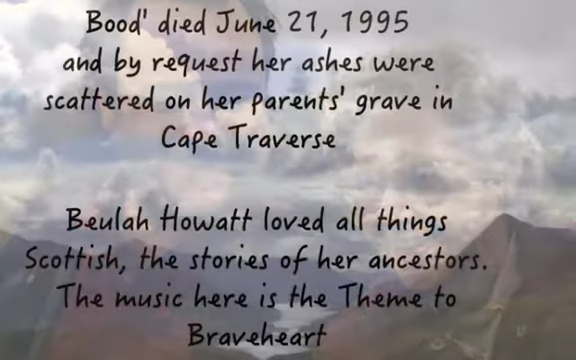 Bood' died June 21, 1995
and by request her ashes were
scattered on her parents' grave in
Cape Traverse
Beulah Howatt loved all things
Scottish, the stories of her ancestors.
The music here is the Theme to
Braveheart